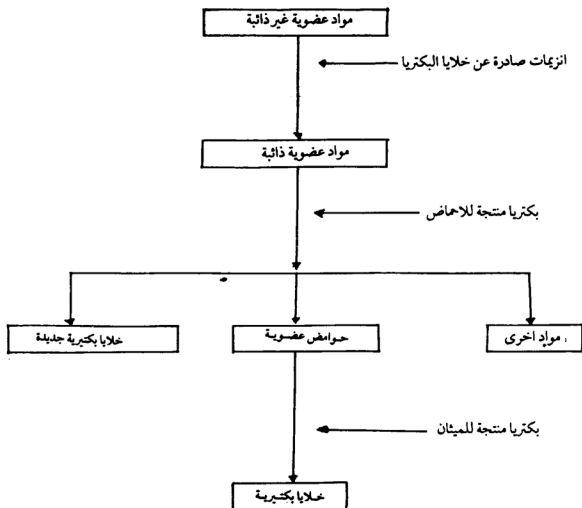 مواد عضوية غير ذائبة
انزيمات صادرة عن خلايا البكتريا
مواد عضوية ذائبة
بكتريا منتجة للاحماض
مواد اخرى
حوامض عضوية
خلايا بكتيرية جديدة
بكتريا منتجة للميثان
خلايا بكتيرية